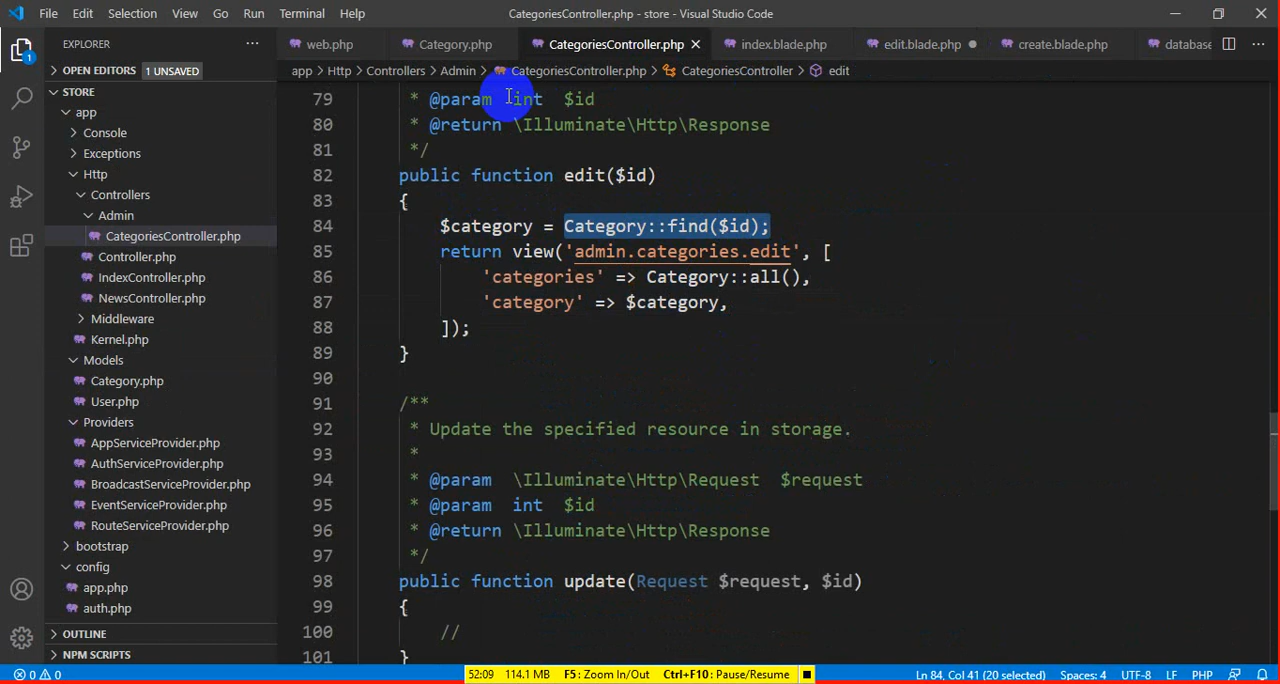 File Edit Selection View Go Run Terminal Help CategoriesController.php - store - Visual Studio Code
EXPLORER ··· web.php Category.php CategoriesController.php index.blade.php edit.blade.php create.blade.php database
OPEN EDITORS 1 UNSAVED
app > Http > Controllers > Admin > CategoriesController.php > CategoriesController > edit
STORE
app
Console
Exceptions
Http
Controllers
Admin
CategoriesController.php
Controller.php
IndexController.php
NewsController.php
Middleware
Kernel.php
Models
Category.php
User.php
Providers
AppServiceProvider.php
AuthServiceProvider.php
BroadcastServiceProvider.php
EventServiceProvider.php
RouteServiceProvider.php
bootstrap
config
app.php
auth.php
OUTLINE
NPM SCRIPTS
79 * @param int $id
80 * @return \Illuminate\Http\Response
81 */
82 public function edit($id)
83 {
84 $category = Category::find($id);
85 return view('admin.categories.edit', [
86 'categories' => Category::all(),
87 'category' => $category,
88 ]);
89 }
90
91 /**
92 * Update the specified resource in storage.
93 *
94 * @param \Illuminate\Http\Request $request
95 * @param int $id
96 * @return \Illuminate\Http\Response
97 */
98 public function update(Request $request, $id)
99 {
100 //
101 }
0 0 52:09 114.1 MB F5: Zoom In/Out Ctrl+F10: Pause/Resume Ln 84, Col 41 (20 selected) Spaces: 4 UTF-8 LF PHP